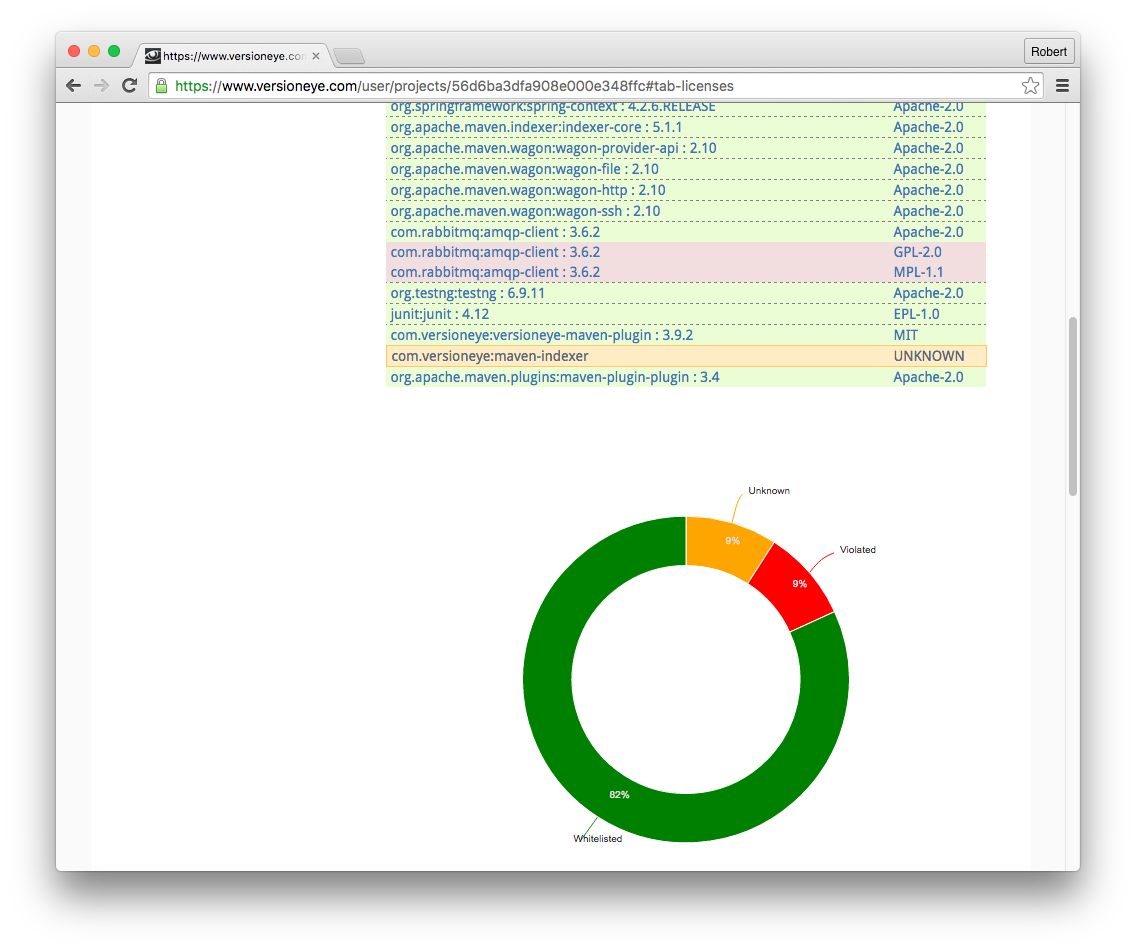 https://www.versioneye.co
Robert
https://www.versioneye.com/user/projects/56d6ba3dfa908e000e348ffc#tab-licenses
org.springframework:spring-context : 4.2.6.RELEASE Apache-2.0
org.apache.maven.indexer:indexer-core : 5.1.1 Apache-2.0
org.apache.maven.wagon:wagon-provider-api : 2.10 Apache-2.0
org.apache.maven.wagon:wagon-file : 2.10 Apache-2.0
org.apache.maven.wagon:wagon-http : 2.10 Apache-2.0
org.apache.maven.wagon:wagon-ssh : 2.10 Apache-2.0
com.rabbitmq:amqp-client : 3.6.2 Apache-2.0
com.rabbitmq:amqp-client : 3.6.2 GPL-2.0
com.rabbitmq:amqp-client : 3.6.2 MPL-1.1
org.testng:testng : 6.9.11 Apache-2.0
junit:junit : 4.12 EPL-1.0
com.versioneye:versioneye-maven-plugin : 3.9.2 MIT
com.versioneye:maven-indexer UNKNOWN
org.apache.maven.plugins:maven-plugin-plugin : 3.4 Apache-2.0
Unknown
9%
Violated
9%
82%
Whitelisted